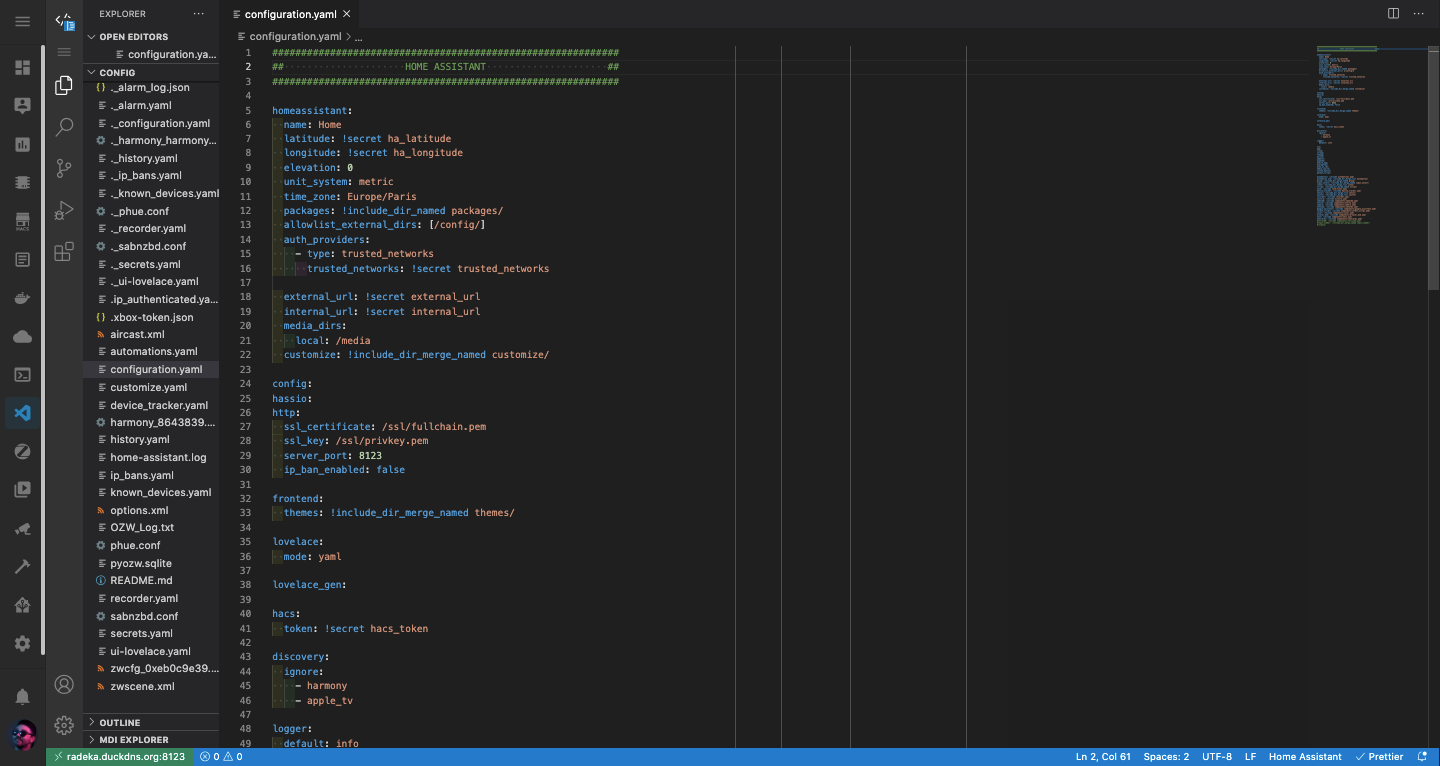 EXPLORER
configuration.yaml
OPEN EDITORS
configuration.ya...
configuration.yaml > ...
CONFIG
._alarm_log.json
._alarm.yaml
._configuration.yaml
._harmony_harmony...
._history.yaml
._ip_bans.yaml
._known_devices.yaml
._phue.conf
._recorder.yaml
._sabnzbd.conf
._secrets.yaml
._ui-lovelace.yaml
.ip_authenticated.ya...
.xbox-token.json
aircast.xml
automations.yaml
configuration.yaml
customize.yaml
device_tracker.yaml
harmony_8643839....
history.yaml
home-assistant.log
ip_bans.yaml
known_devices.yaml
options.xml
OZW_Log.txt
phue.conf
pyozw.sqlite
README.md
recorder.yaml
sabnzbd.conf
secrets.yaml
ui-lovelace.yaml
zwcfg_0xeb0c9e39....
zwscene.xml
OUTLINE
MDI EXPLORER
1 ############################################################
2 ## HOME ASSISTANT ##
3 ############################################################
4
5 homeassistant:
6 name: Home
7 latitude: !secret ha_latitude
8 longitude: !secret ha_longitude
9 elevation: 0
10 unit_system: metric
11 time_zone: Europe/Paris
12 packages: !include_dir_named packages/
13 allowlist_external_dirs: [/config/]
14 auth_providers:
15 - type: trusted_networks
16 trusted_networks: !secret trusted_networks
17
18 external_url: !secret external_url
19 internal_url: !secret internal_url
20 media_dirs:
21 local: /media
22 customize: !include_dir_merge_named customize/
23
24 config:
25 hassio:
26 http:
27 ssl_certificate: /ssl/fullchain.pem
28 ssl_key: /ssl/privkey.pem
29 server_port: 8123
30 ip_ban_enabled: false
31
32 frontend:
33 themes: !include_dir_merge_named themes/
34
35 lovelace:
36 mode: yaml
37
38 lovelace_gen:
39
40 hacs:
41 token: !secret hacs_token
42
43 discovery:
44 ignore:
45 - harmony
46 - apple_tv
47
48 logger:
49 default: info
radeka.duckdns.org:8123
0 0
Ln 2, Col 61
Spaces: 2
UTF-8
LF
Home Assistant
Prettier